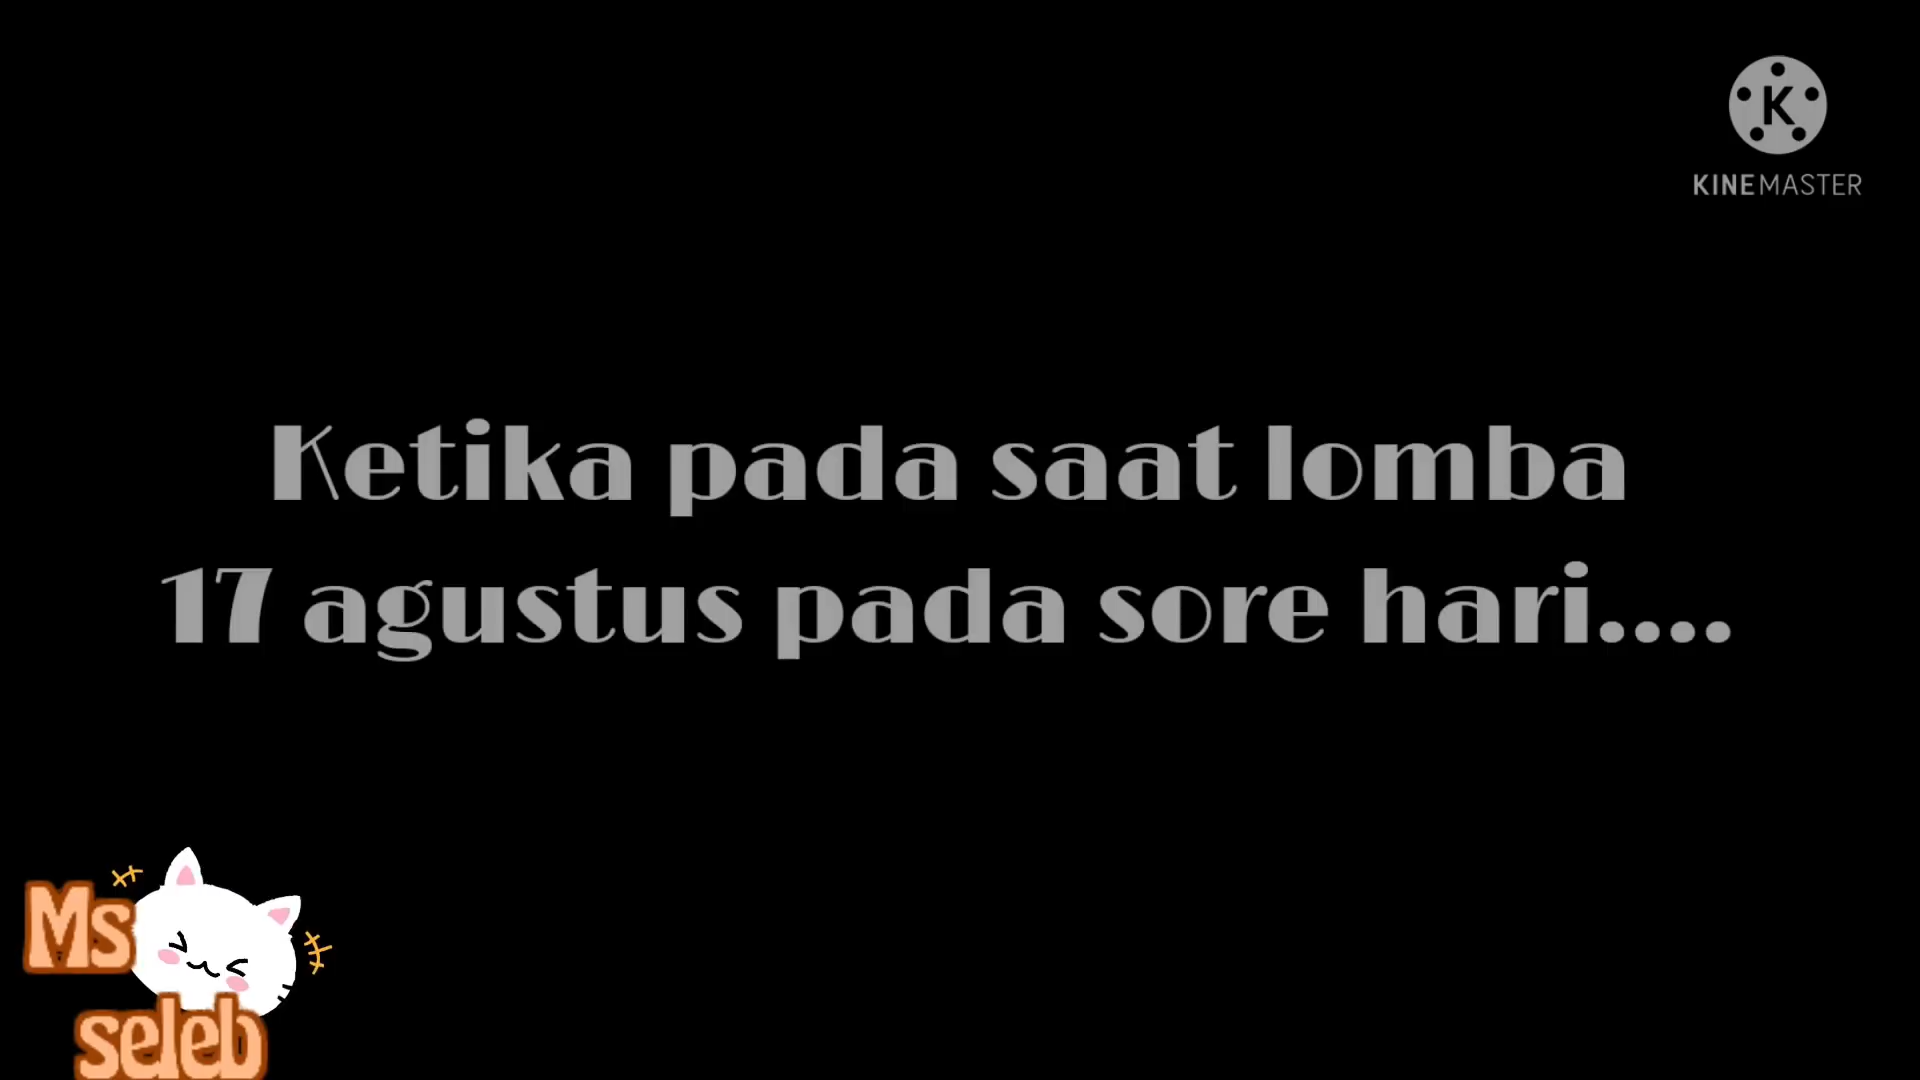 K
KINEMASTER
Ketika pada saat lomba
17 agustus pada sore hari....
Ms
seleb